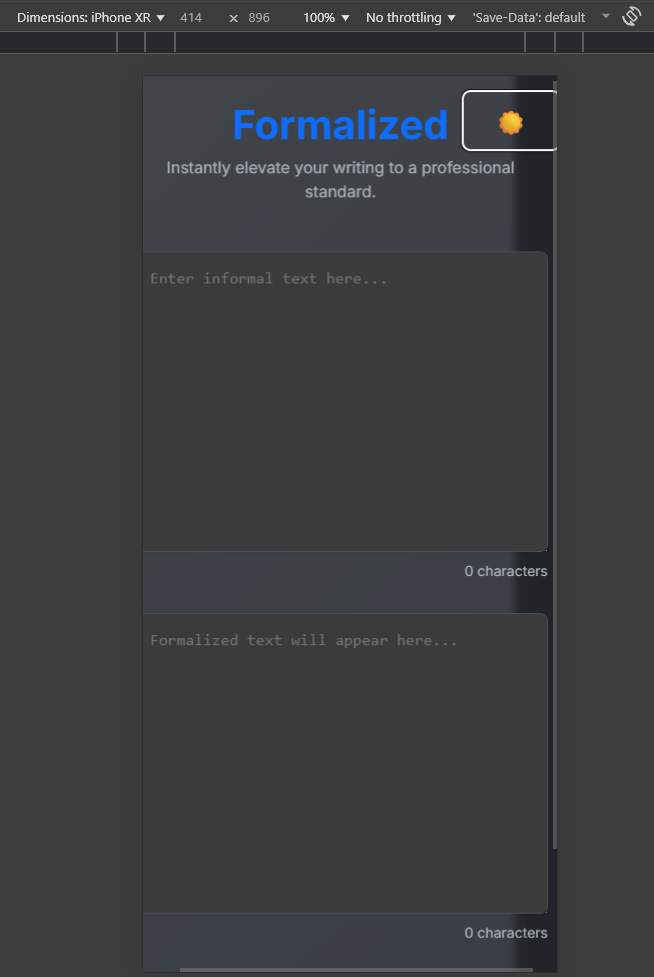 Dimensions: iPhone XR ▼ 414 × 896 100% ▼ No throttling ▼ 'Save-Data': default
Formalized
Instantly elevate your writing to a professional
standard.
Enter informal text here...
0 characters
Formalized text will appear here...
0 characters